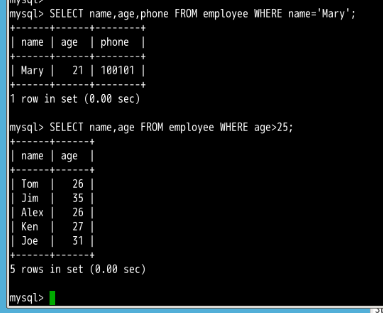 mysql>
mysql> SELECT name,age,phone FROM employee WHERE name='Mary';
+------+------+--------+
| name | age  | phone  |
+------+------+--------+
| Mary |   21 | 100101 |
+------+------+--------+
1 row in set (0.00 sec)

mysql> SELECT name,age FROM employee WHERE age>25;
+------+------+
| name | age  |
+------+------+
| Tom  |   26 |
| Jim  |   35 |
| Alex |   26 |
| Ken  |   27 |
| Joe  |   31 |
+------+------+
5 rows in set (0.00 sec)

mysql>